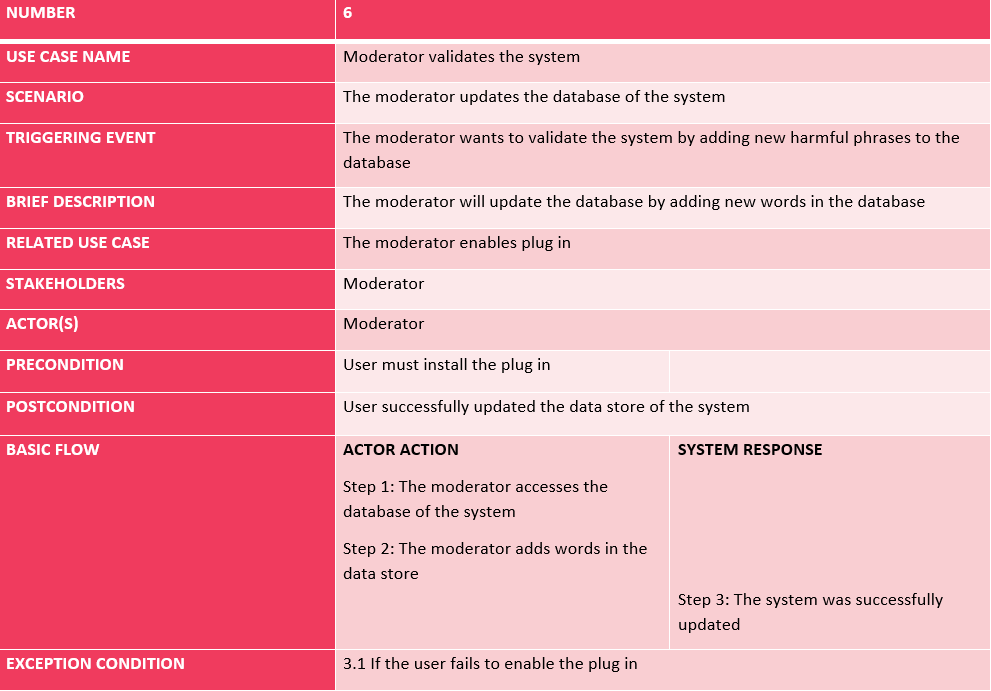 NUMBER 6
USE CASE NAME Moderator validates the system
SCENARIO The moderator updates the database of the system
TRIGGERING EVENT The moderator wants to validate the system by adding new harmful phrases to the
database
BRIEF DESCRIPTION The moderator will update the database by adding new words in the database
RELATED USE CASE The moderator enables plug in
STAKEHOLDERS Moderator
ACTOR(S) Moderator
PRECONDITION User must install the plug in
POSTCONDITION User successfully updated the data store of the system
BASIC FLOW ACTOR ACTION SYSTEM RESPONSE
Step 1: The moderator accesses the
database of the system
Step 2: The moderator adds words in the
data store
Step 3: The system was successfully
updated
EXCEPTION CONDITION 3.1 If the user fails to enable the plug in